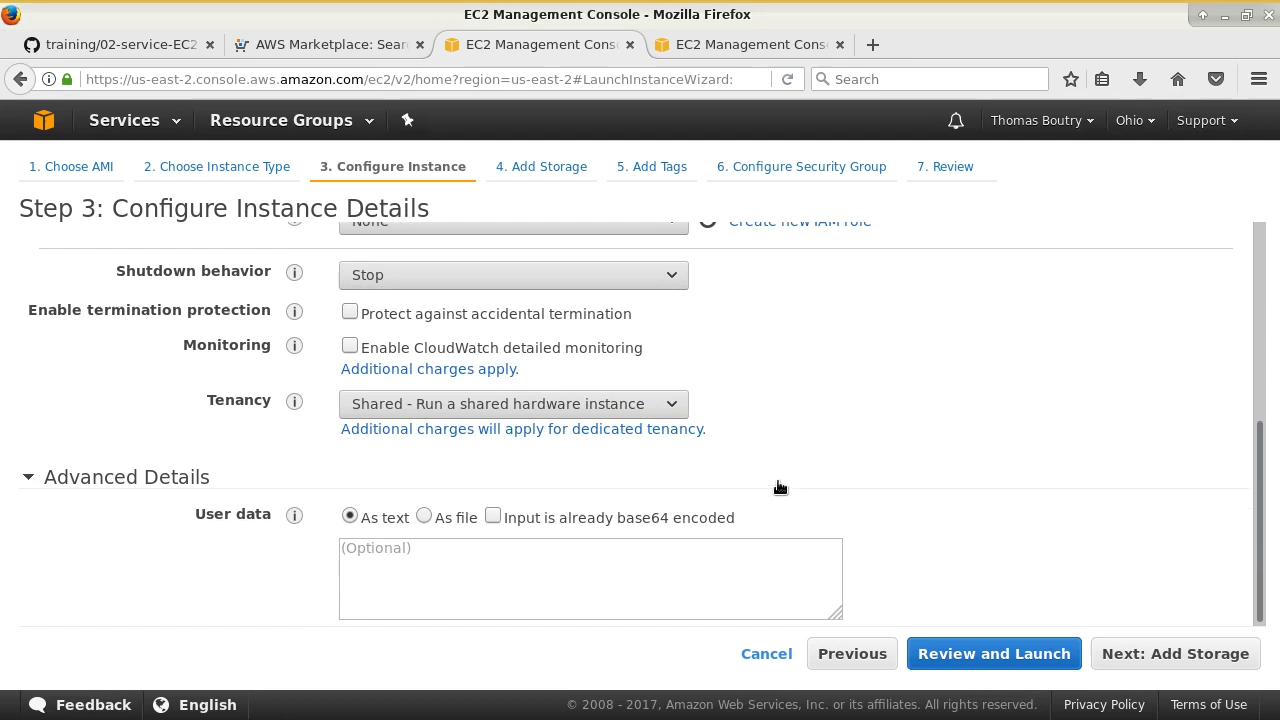 EC2 Management Console - Mozilla Firefox
training/02-service-EC2
AWS Marketplace: Sear
EC2 Management Cons
EC2 Management Cons
https://us-east-2.console.aws.amazon.com/ec2/v2/home?region=us-east-2#LaunchInstanceWizard:
Search
Services
Resource Groups
Thomas Boutry
Ohio
Support
1. Choose AMI
2. Choose Instance Type
3. Configure Instance
4. Add Storage
5. Add Tags
6. Configure Security Group
7. Review
Step 3: Configure Instance Details
None
Create new IAM role
Shutdown behavior
Stop
Enable termination protection
Protect against accidental termination
Monitoring
Enable CloudWatch detailed monitoring
Additional charges apply.
Tenancy
Shared - Run a shared hardware instance
Additional charges will apply for dedicated tenancy.
Advanced Details
User data
As text
As file
Input is already base64 encoded
(Optional)
Cancel
Previous
Review and Launch
Next: Add Storage
Feedback
English
© 2008 - 2017, Amazon Web Services, Inc. or its affiliates. All rights reserved.
Privacy Policy
Terms of Use